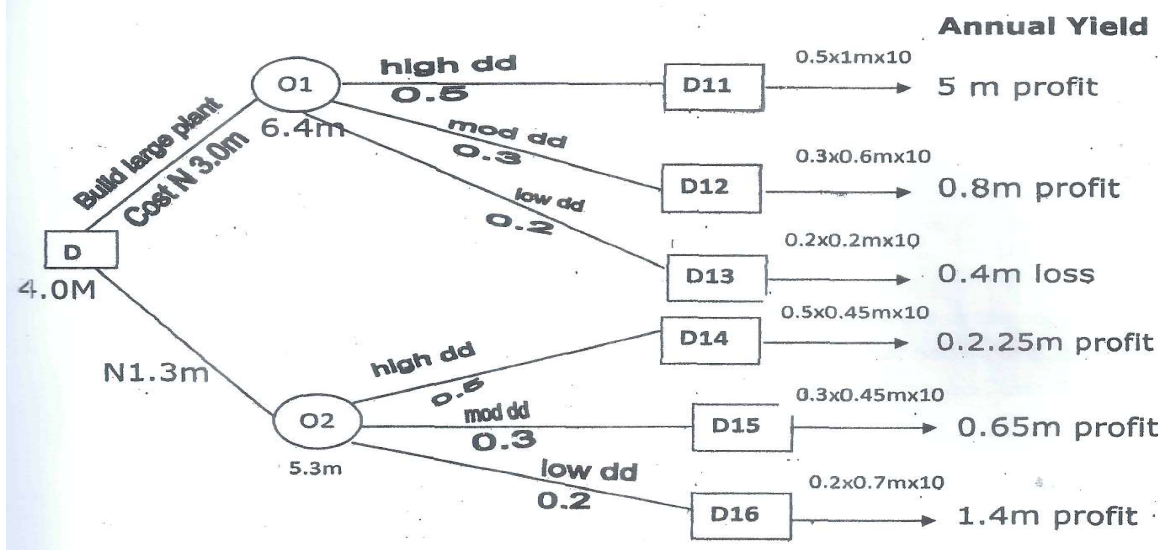 Annual Yield
O1
high dd
0.5
D11
0.5x1mx10
5 m profit
6.4m
mod dd
0.3
D12
0.3x0.6mx10
0.8m profit
Build large plant
Cost N 3.0m
low dd
0.2
D13
0.2x0.2mx10
0.4m loss
D
4.0M
N1.3m
O2
5.3m
high dd
0.5
D14
0.5x0.45mx10
0.2.25m profit
mod dd
0.3
D15
0.3x0.45mx10
0.65m profit
low dd
0.2
D16
0.2x0.7mx10
1.4m profit